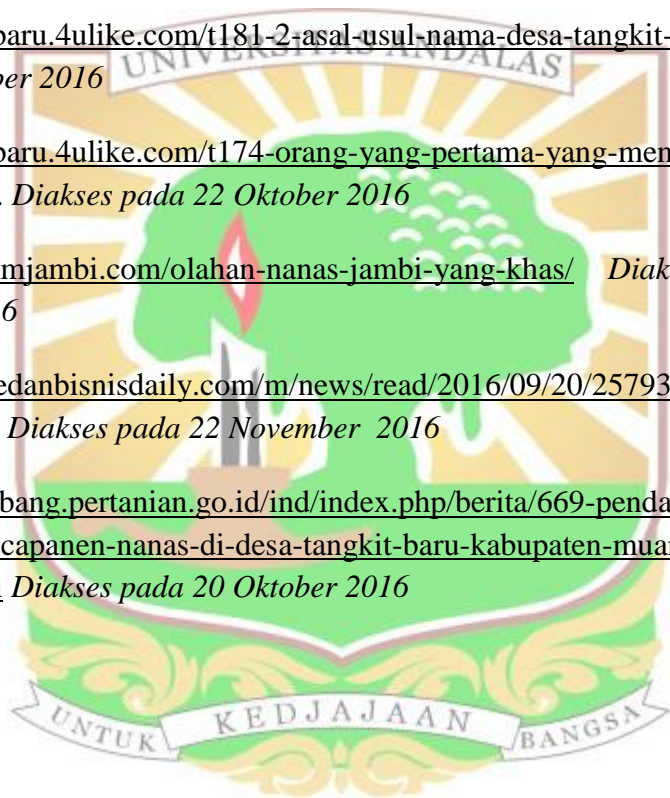 baru.4ulike.com/t181-2-asal-usul-nama-desa-tangkit-
UNIVERSITAS ANDALAS
ber 2016
baru.4ulike.com/t174-orang-yang-pertama-yang-men
. Diakses pada 22 Oktober 2016
mjambi.com/olahan-nanas-jambi-yang-khas/ Diak
6
edanbisnisdaily.com/m/news/read/2016/09/20/25793
Diakses pada 22 November 2016
bang.pertanian.go.id/ind/index.php/berita/669-penda
capanen-nanas-di-desa-tangkit-baru-kabupaten-muar
i Diakses pada 20 Oktober 2016
UNTUK KEDJAJAAN BANGSA